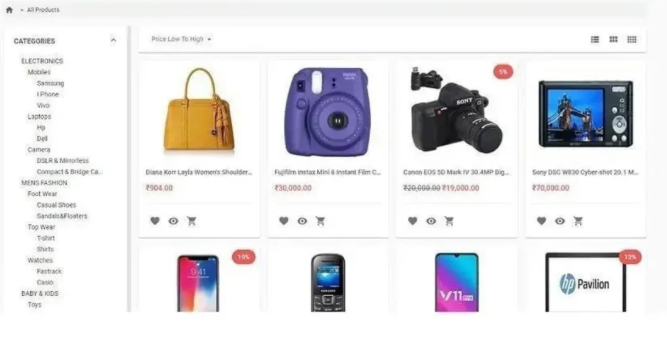 All Products
CATEGORIES
ELECTRONICS
Mobiles
Samsung
I Phone
Vivo
Laptops
Hp
Dell
Camera
DSLR & Mirrorless
Compact & Bridge Ca...
MENS FASHION
Foot Wear
Casual Shoes
Sandals&Floaters
Top Wear
T-shirt
Shirts
Watches
Fastrack
Casio
BABY & KIDS
Toys
Price Low To High
Diana Korr Layla Women's Shoulder...
₹904.00
Fujifilm Instax Mini 8 Instant Film C...
₹30,000.00
5%
SONY
Canon EOS 5D Mark IV 30.4MP Dig...
₹20,000.00 ₹19,000.00
Sony DSC W830 Cyber-shot 20.1 M...
₹70,000.00
10%
9:41
SAMSUNG
V11
hp Pavilion